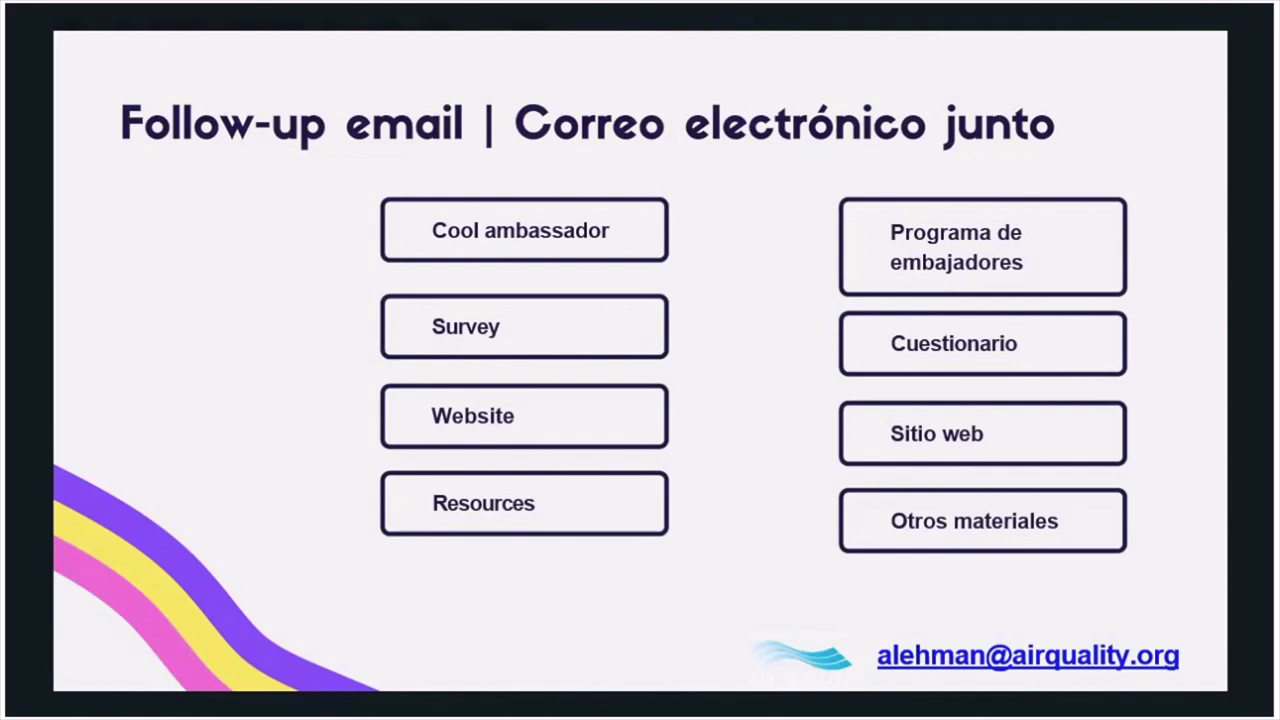 Follow-up email | Correo electrónico junto
Cool ambassador
Survey
Website
Resources
Programa de
embajadores
Cuestionario
Sitio web
Otros materiales
alehman@airquality.org